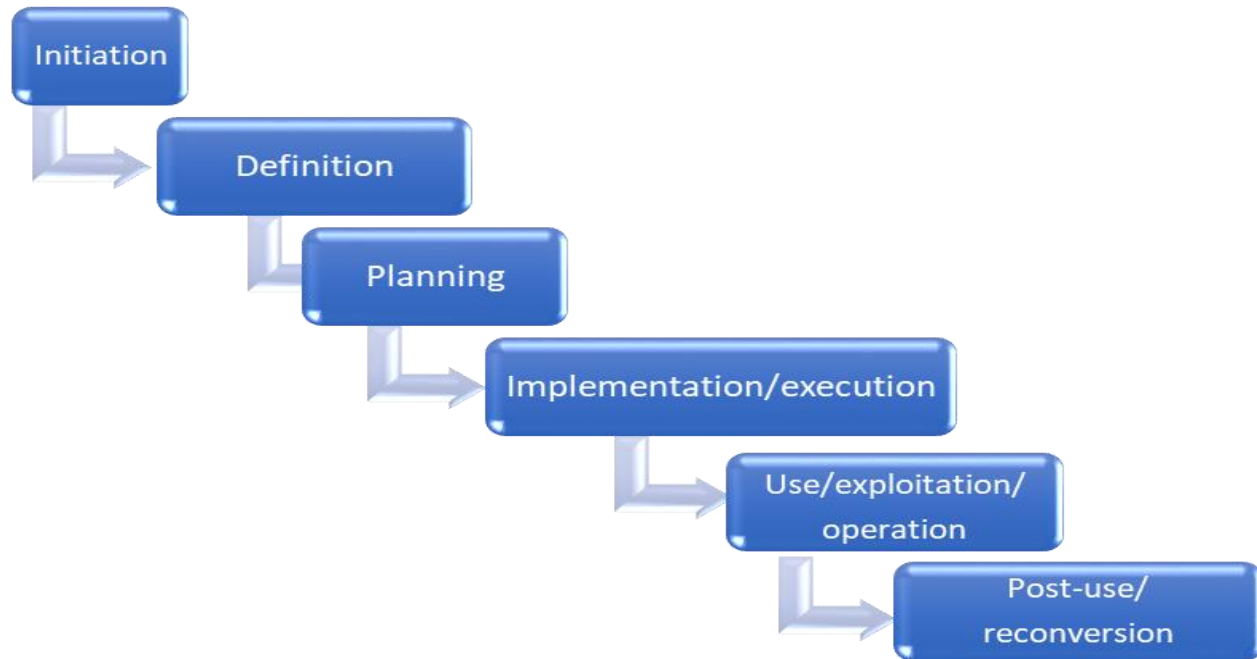 Initiation
Definition
Planning
Implementation/execution
Use/exploitation/
operation
Post-use/
reconversion